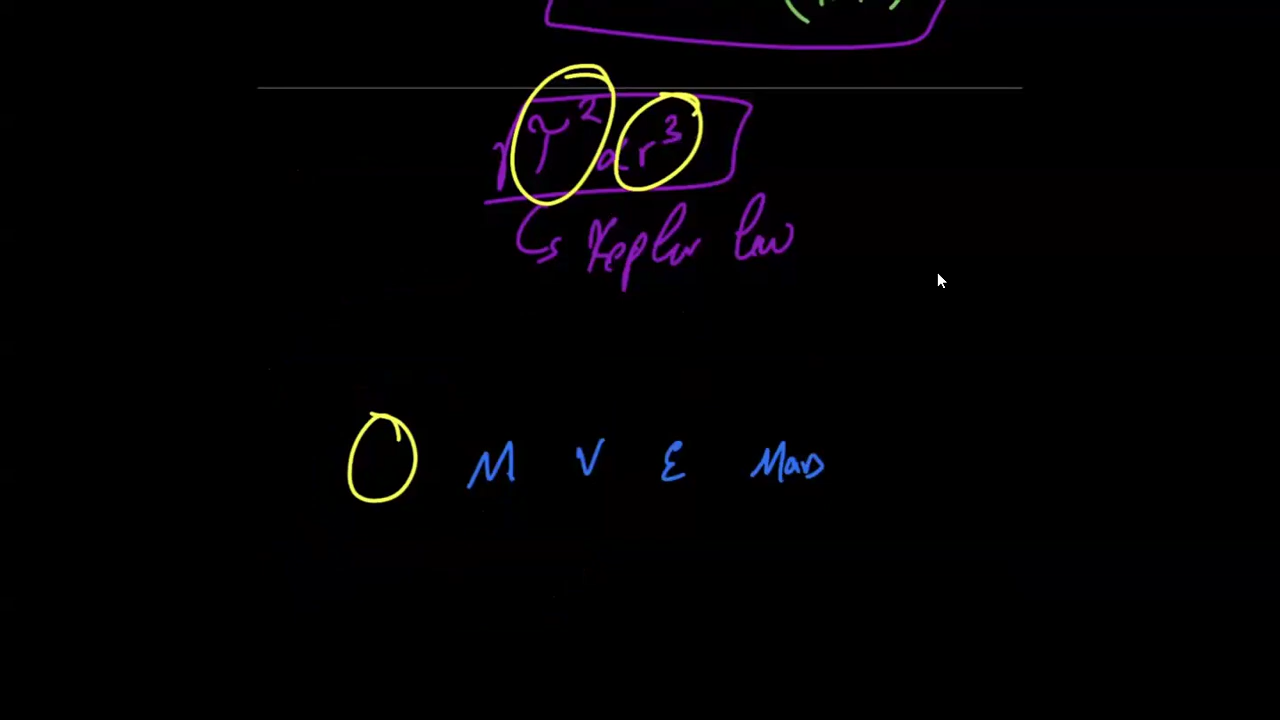 T² α r³
↳ Kepler law
M V E Mars